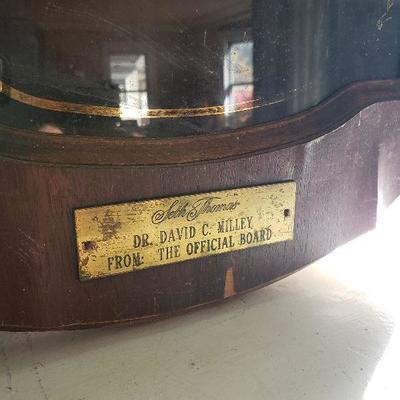 Seth Thomas
DR. DAVID C. MILLEY
FROM: THE OFFICIAL BOARD